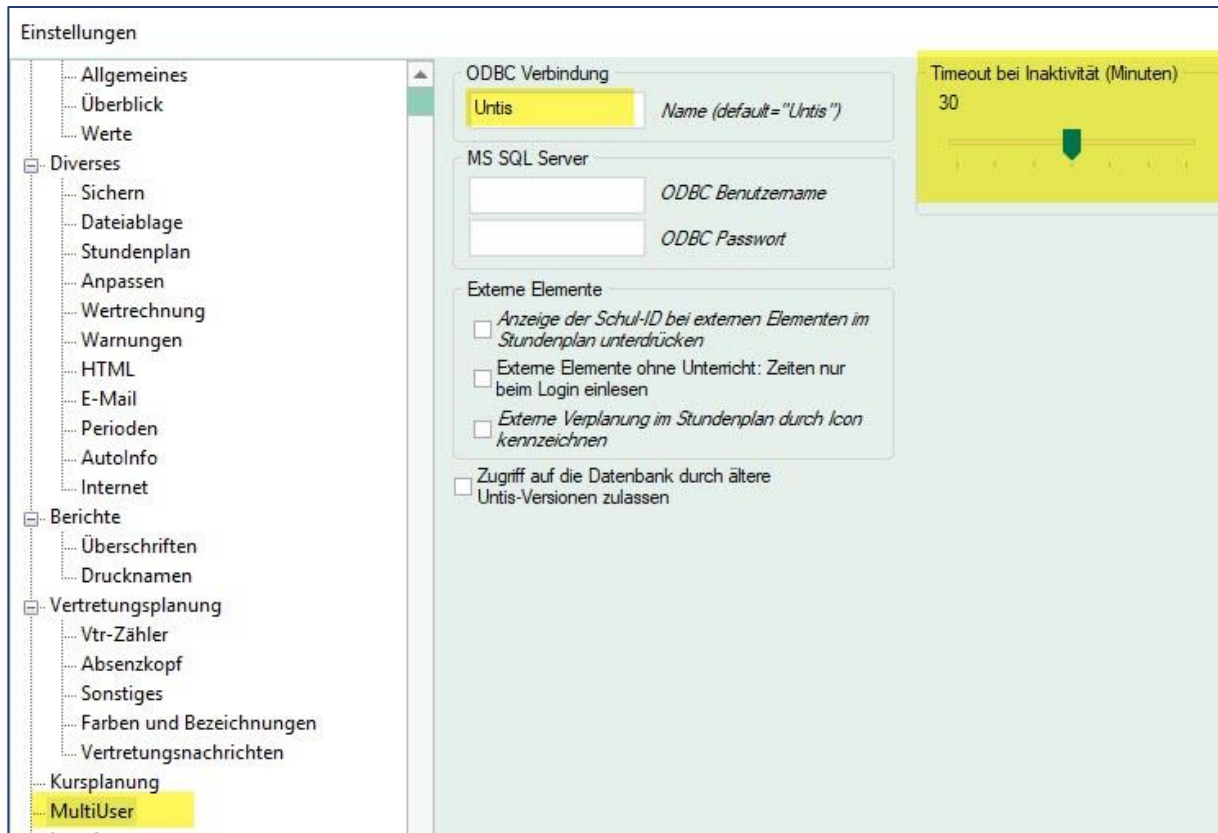 Einstellungen
Allgemeines
Überblick
Werte
Diverses
Sichern
Dateiablage
Stundenplan
Anpassen
Wertrechnung
Warnungen
HTML
E-Mail
Perioden
AutoInfo
Internet
Berichte
Überschriften
Drucknamen
Vertretungsplanung
Vtr-Zähler
Absenzkopf
Sonstiges
Farben und Bezeichnungen
Vertretungsnachrichten
Kursplanung
MultiUser
ODBC Verbindung
Untis Name (default="Untis")
MS SQL Server
ODBC Benutzername
ODBC Passwort
Externe Elemente
Anzeige der Schul-ID bei externen Elementen im
Stundenplan unterdrücken
Externe Elemente ohne Unterricht: Zeiten nur
beim Login einlesen
Externe Verplanung im Stundenplan durch Icon
kennzeichnen
Zugriff auf die Datenbank durch ältere
Untis-Versionen zulassen
Timeout bei Inaktivität (Minuten)
30